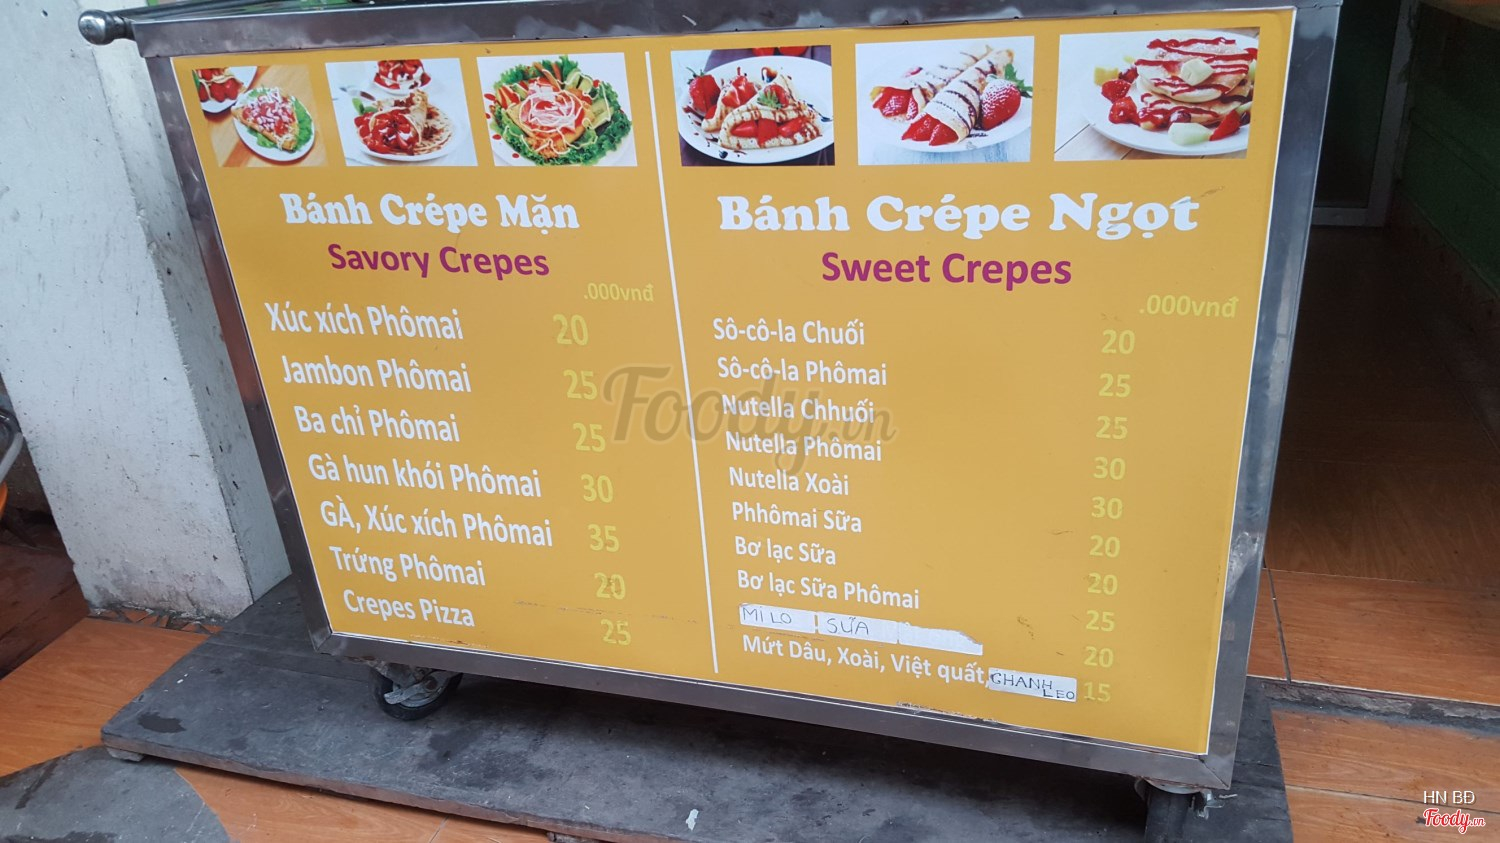 Bánh Crépe Mặn
Savory Crepes
.000vnđ
Xúc xích Phômai 20
Jambon Phômai 25
Ba chỉ Phômai 25
Gà hun khói Phômai 30
GÀ, Xúc xích Phômai 35
Trứng Phômai 20
Crepes Pizza 25
Bánh Crépe Ngọt
Sweet Crepes
.000vnđ
Sô-cô-la Chuối 20
Sô-cô-la Phômai 25
Nutella Chhuối 25
Nutella Phômai 30
Nutella Xoài 30
Phhômai Sữa 20
Bơ lạc Sữa 20
Bơ lạc Sữa Phômai 25
MiLO SỮA 20
Mứt Dâu, Xoài, Việt quất, CHANH LEO 15
Foody.vn
HN BĐ
Foody.vn